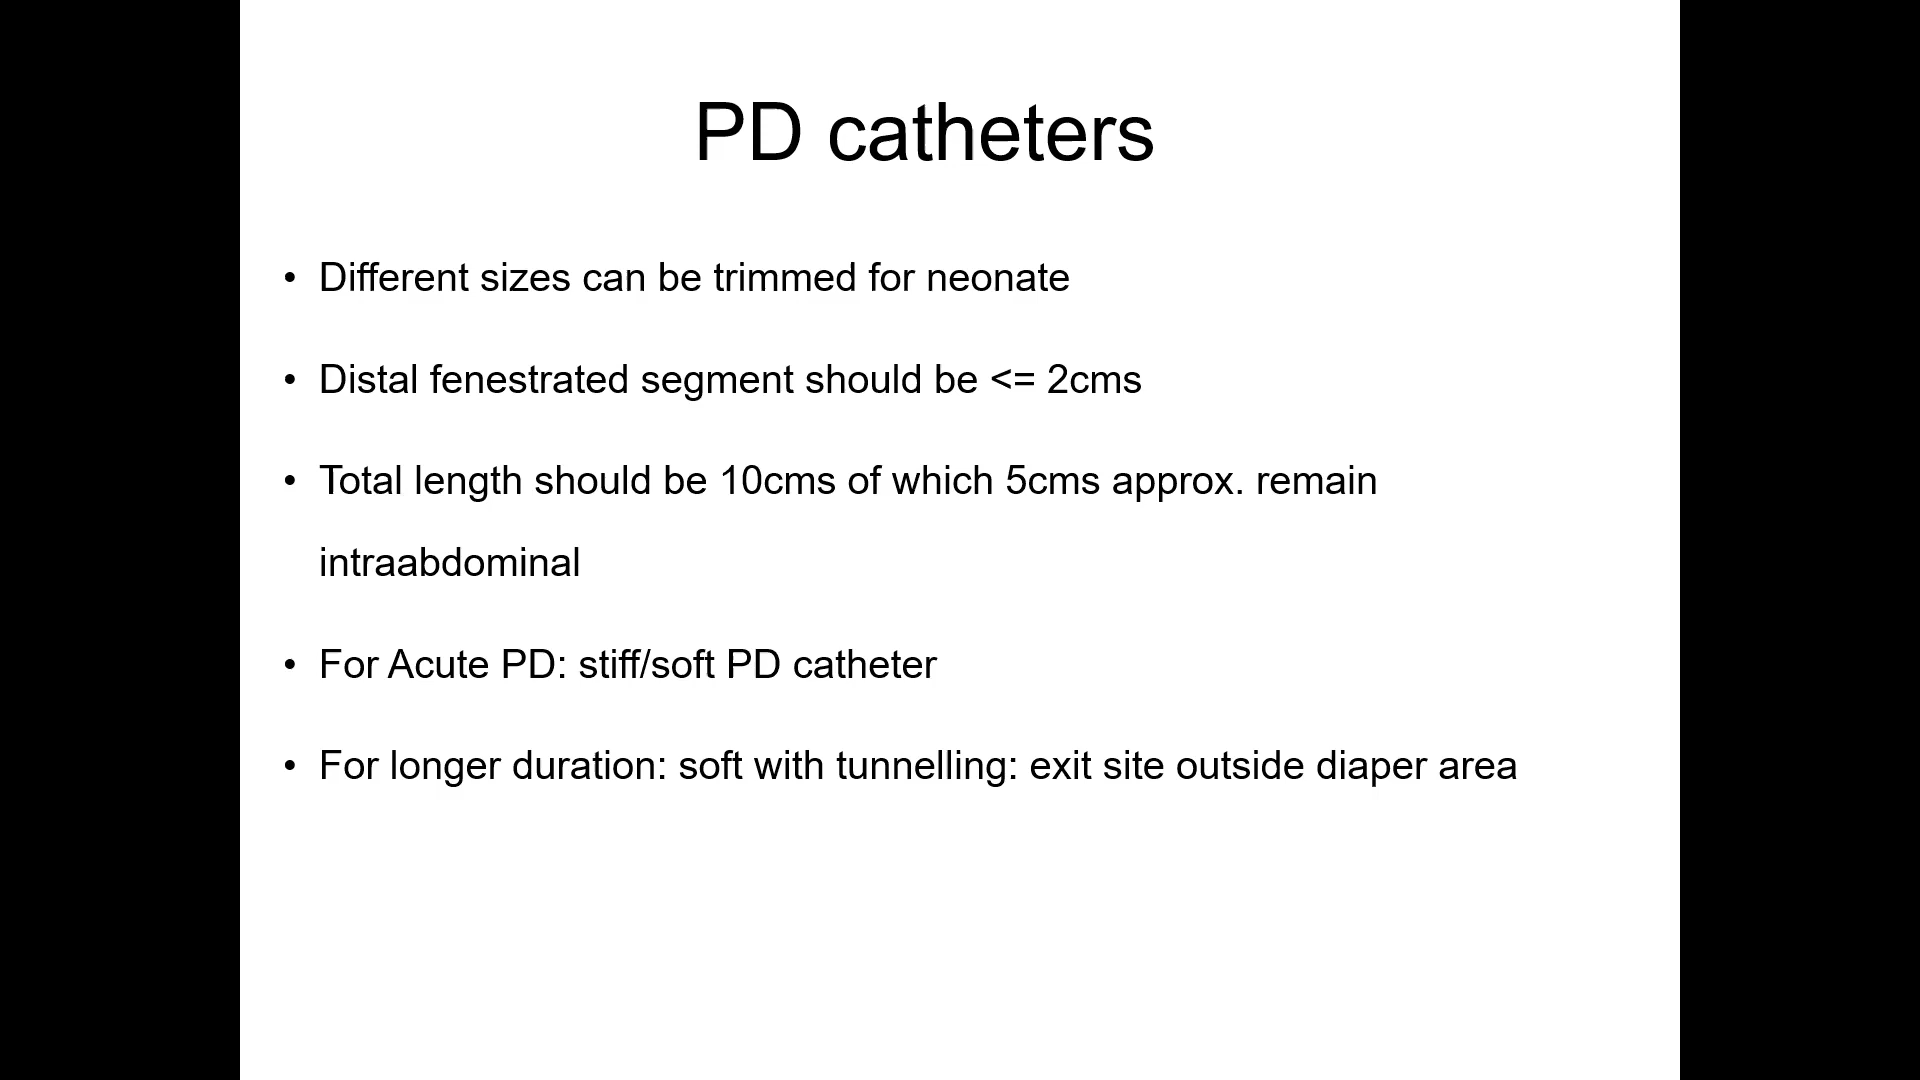 PD catheters
• Different sizes can be trimmed for neonate
• Distal fenestrated segment should be <= 2cms
• Total length should be 10cms of which 5cms approx. remain
intraabdominal
• For Acute PD: stiff/soft PD catheter
• For longer duration: soft with tunnelling: exit site outside diaper area